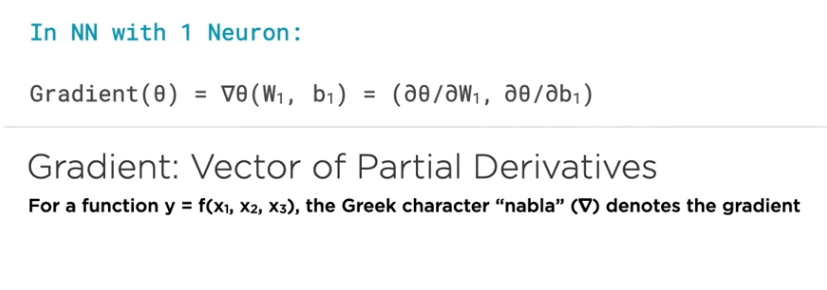 In NN with 1 Neuron:
Gradient(θ) = ∇θ(W₁, b₁) = (∂θ/∂W₁, ∂θ/∂b₁)
Gradient: Vector of Partial Derivatives
For a function y = f(x₁, x₂, x₃), the Greek character “nabla” (∇) denotes the gradient